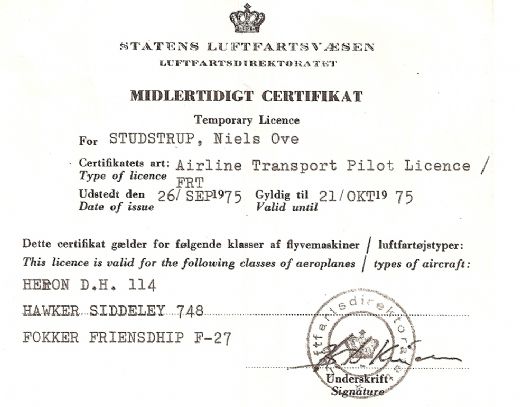 STATENS LUFTFARTSVÆSEN
LUFTFARTSDIREKTORATET
MIDLERTIDIGT CERTIFIKAT
Temporary Licence
For STUDSTRUP, Niels Ove
Certifikatets art: Airline Transport Pilot Licence /
Type of licence FRT
Udstedt den 26/SEP1975 Gyldig til 21/OKT1975
Date of issue Valid until
Dette certifikat gælder for følgende klasser af flyvemaskiner / luftfartøjstyper:
This licence is valid for the following classes of aeroplanes / types of aircraft:
HERON D.H. 114
HAWKER SIDDELEY 748
FOKKER FRIENSDHIP F-27
Underskrift
Signature